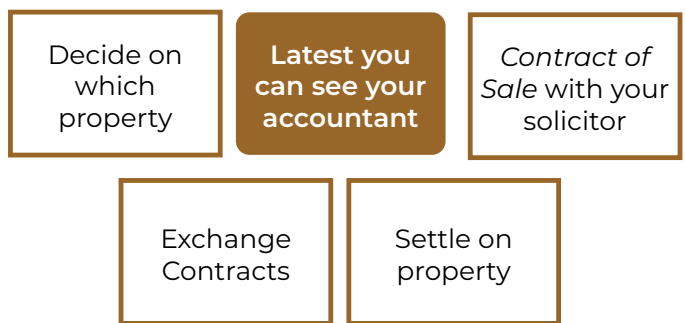 Decide on
which
property
Latest you
can see your
accountant
Contract of
Sale with your
solicitor
Exchange
Contracts
Settle on
property